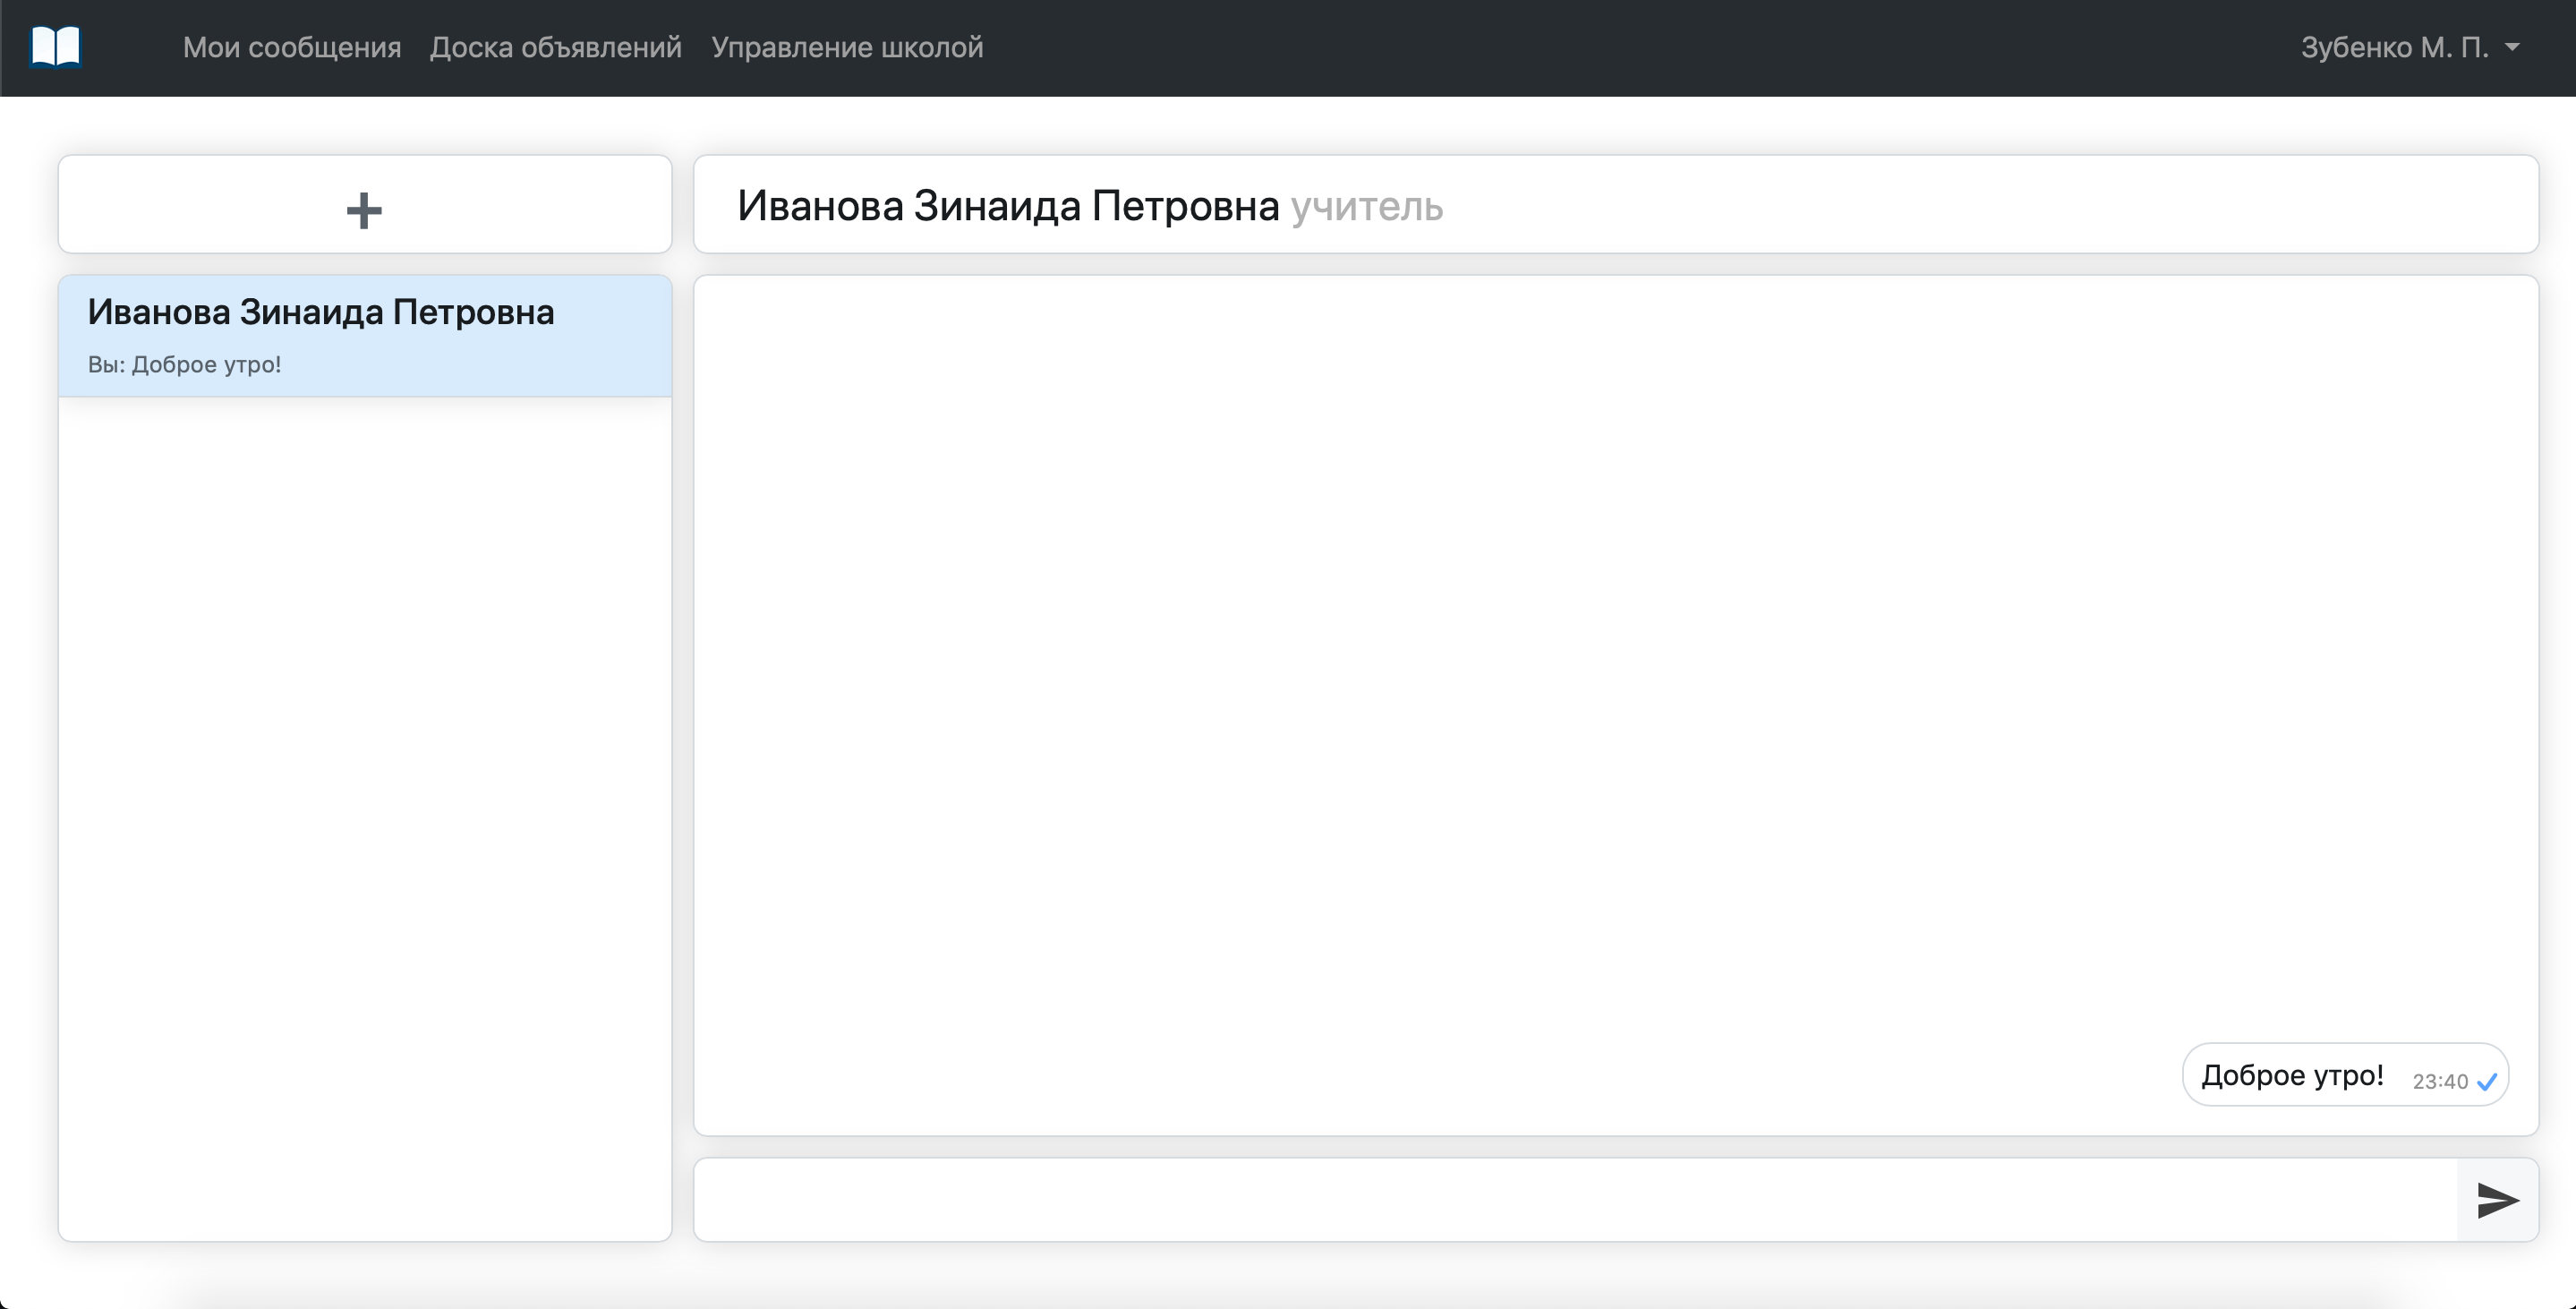 Мои сообщения Доска объявлений Управление школой Зубенко М. П.
Иванова Зинаида Петровна учитель
Иванова Зинаида Петровна
Вы: Доброе утро!
Доброе утро! 23:40